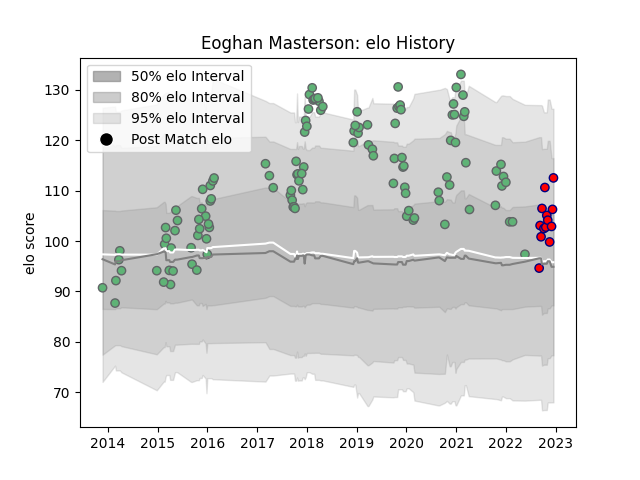 Eoghan Masterson: elo History
50% elo Interval
80% elo Interval
95% elo Interval
Post Match elo
elo score
130
120
110
100
90
80
70
2014 2015 2016 2017 2018 2019 2020 2021 2022 2023